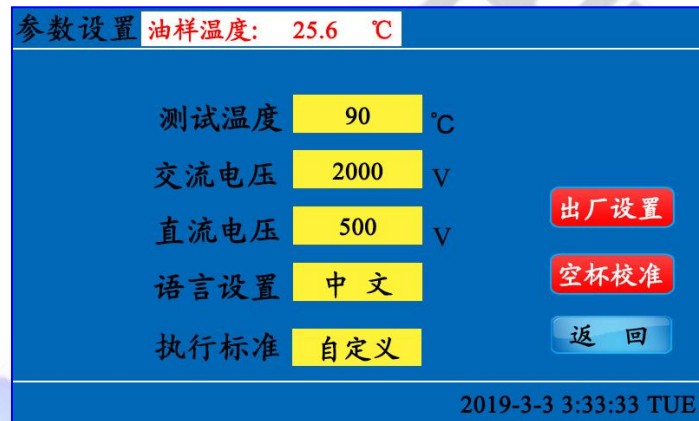 参数设置 油样温度: 25.6 ℃
测试温度 90 ℃
交流电压 2000 V
直流电压 500 V
出厂设置
语言设置 中 文
空杯校准
执行标准 自定义
返 回
2019-3-3 3:33:33 TUE